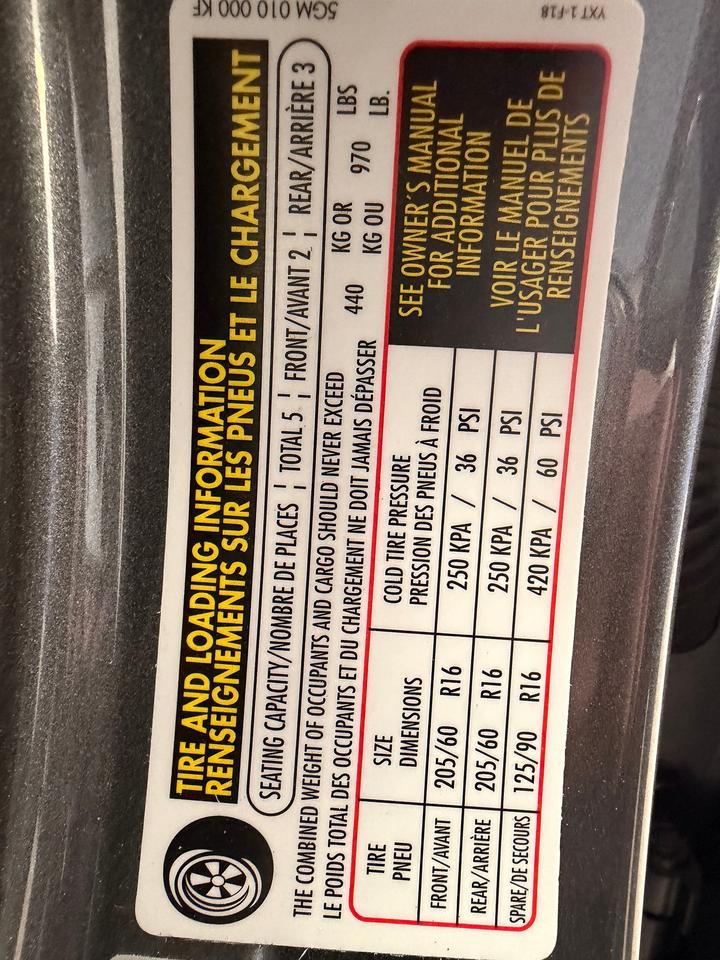 TIRE AND LOADING INFORMATION
RENSEIGNEMENTS SUR LES PNEUS ET LE CHARGEMENT
SEATING CAPACITY/NOMBRE DE PLACES ¦ TOTAL 5 ¦ FRONT/AVANT 2 ¦ REAR/ARRIÈRE 3
THE COMBINED WEIGHT OF OCCUPANTS AND CARGO SHOULD NEVER EXCEED 440 KG OR 970 LBS
LE POIDS TOTAL DES OCCUPANTS ET DU CHARGEMENT NE DOIT JAMAIS DÉPASSER KG OU LB.
TIRE SIZE COLD TIRE PRESSURE
PNEU DIMENSIONS PRESSION DES PNEUS À FROID
FRONT/AVANT 205/60 R16 250 KPA / 36 PSI
REAR/ARRIÈRE 205/60 R16 250 KPA / 36 PSI
SPARE/DE SECOURS 125/90 R16 420 KPA / 60 PSI
SEE OWNER'S MANUAL
FOR ADDITIONAL
INFORMATION
VOIR LE MANUEL DE
L'USAGER POUR PLUS DE
RENSEIGNEMENTS
5GM 010 000 KF
YXT 1-F18